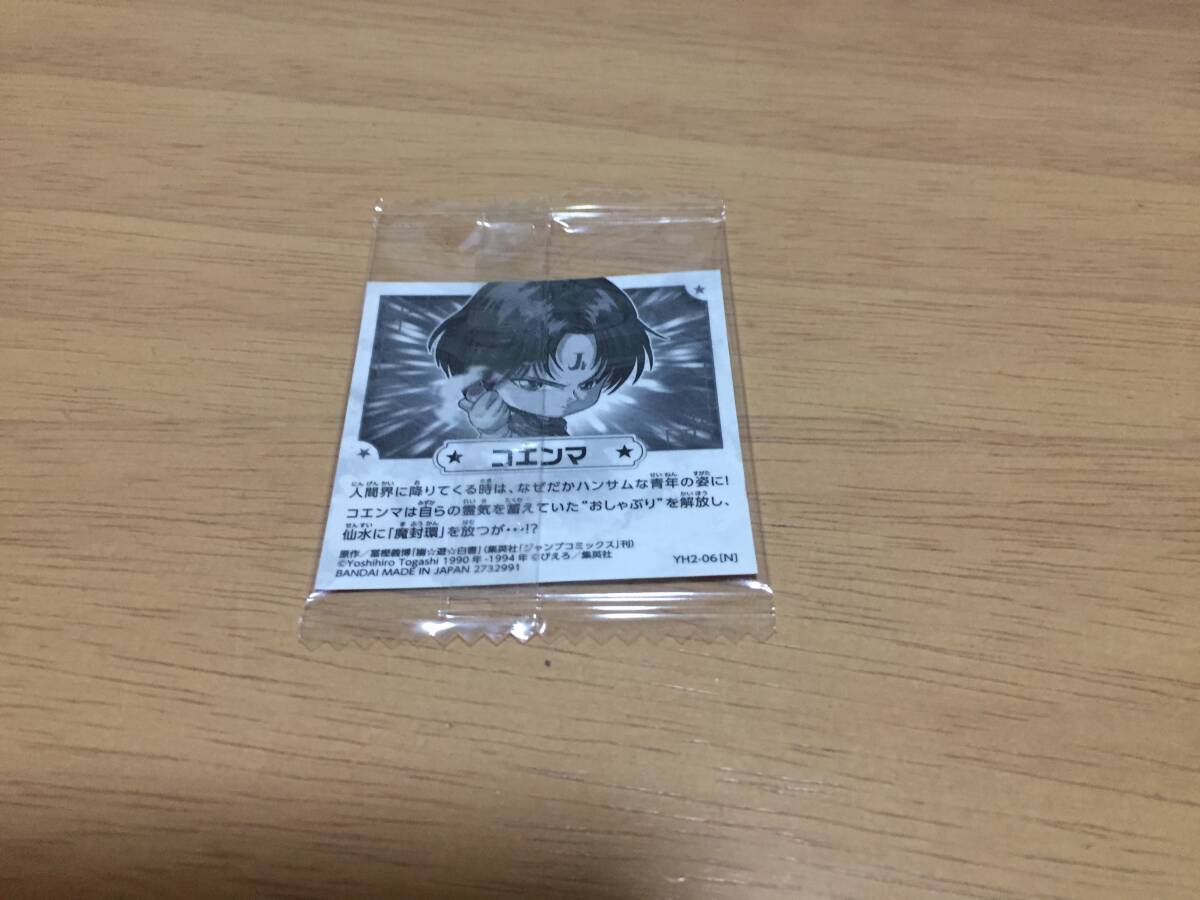 Jr
★ コエンマ ★
人間界に降りてくる時は、なぜだかハンサムな青年の姿に!
コエンマは自らの霊気を蓄えていた“おしゃぶり”を解放し、
仙水に「魔封環」を放つが…!?
原作/冨樫義博「幽☆遊☆白書」(集英社「ジャンプコミックス」刊)
©Yoshihiro Togashi 1990年-1994年 ©ぴえろ/集英社
BANDAI MADE IN JAPAN 2732991
YH2-06[N]